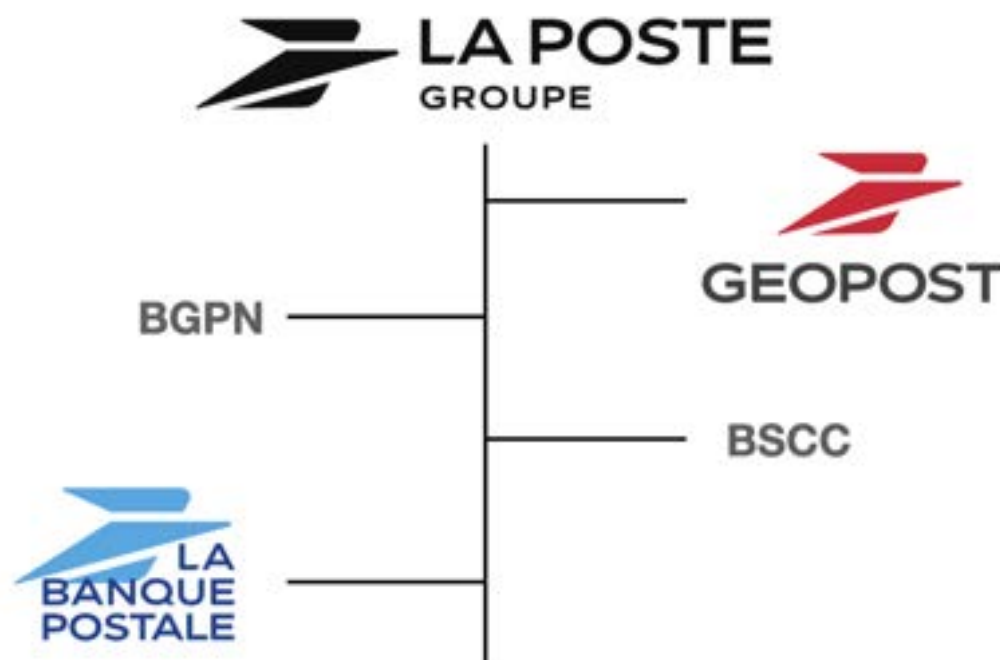 LA POSTE
GROUPE
GEOPOST
BGPN
BSCC
LA
BANQUE
POSTALE